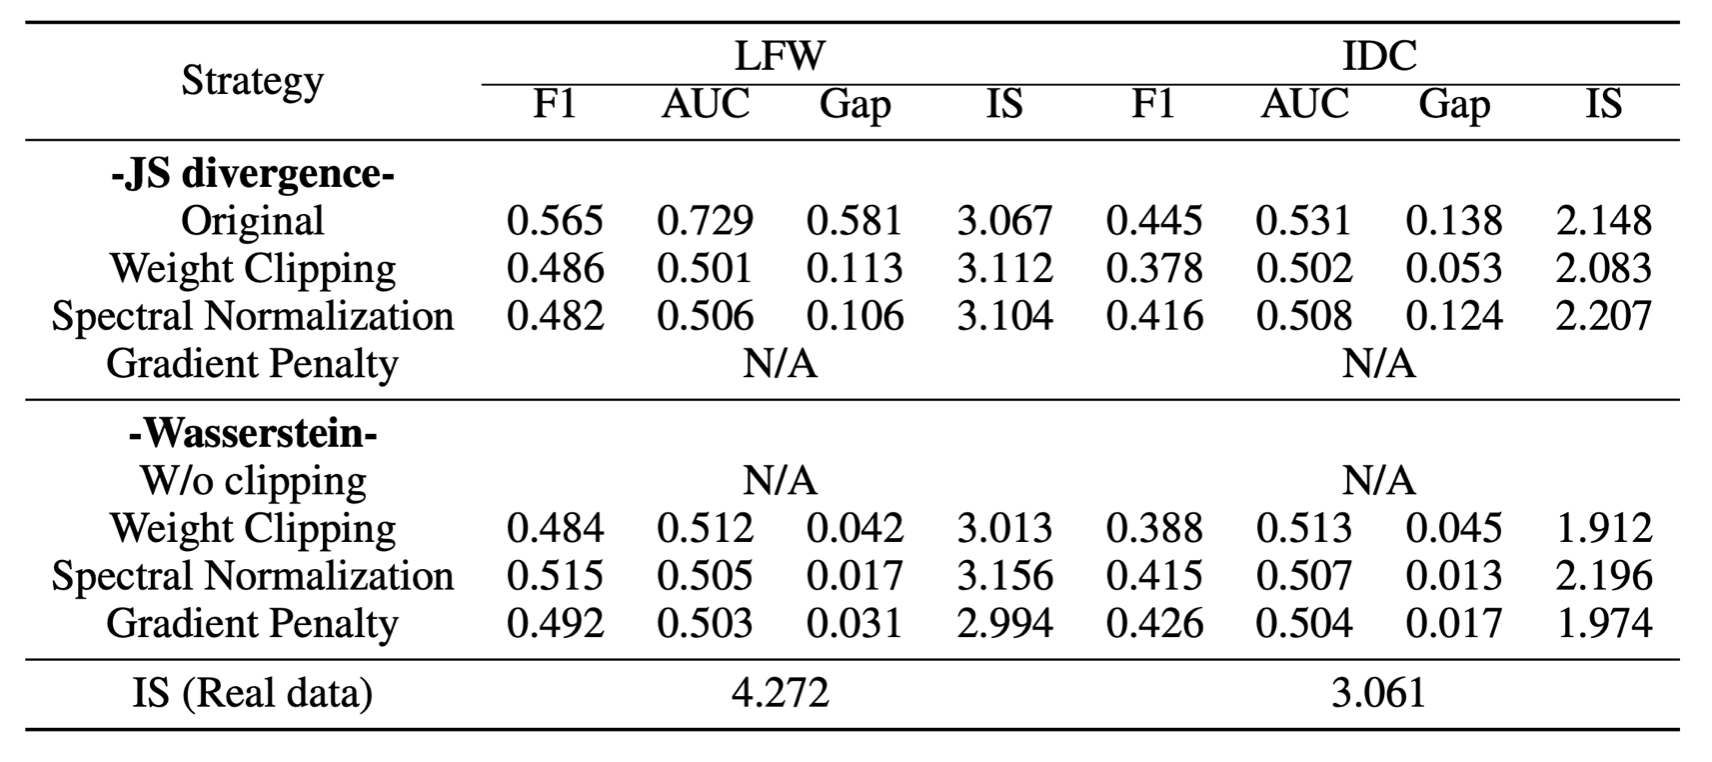 Strategy LFW IDC
F1 AUC Gap IS F1 AUC Gap IS
-JS divergence-
Original 0.565 0.729 0.581 3.067 0.445 0.531 0.138 2.148
Weight Clipping 0.486 0.501 0.113 3.112 0.378 0.502 0.053 2.083
Spectral Normalization 0.482 0.506 0.106 3.104 0.416 0.508 0.124 2.207
Gradient Penalty N/A N/A
-Wasserstein-
W/o clipping N/A N/A
Weight Clipping 0.484 0.512 0.042 3.013 0.388 0.513 0.045 1.912
Spectral Normalization 0.515 0.505 0.017 3.156 0.415 0.507 0.013 2.196
Gradient Penalty 0.492 0.503 0.031 2.994 0.426 0.504 0.017 1.974
IS (Real data) 4.272 3.061